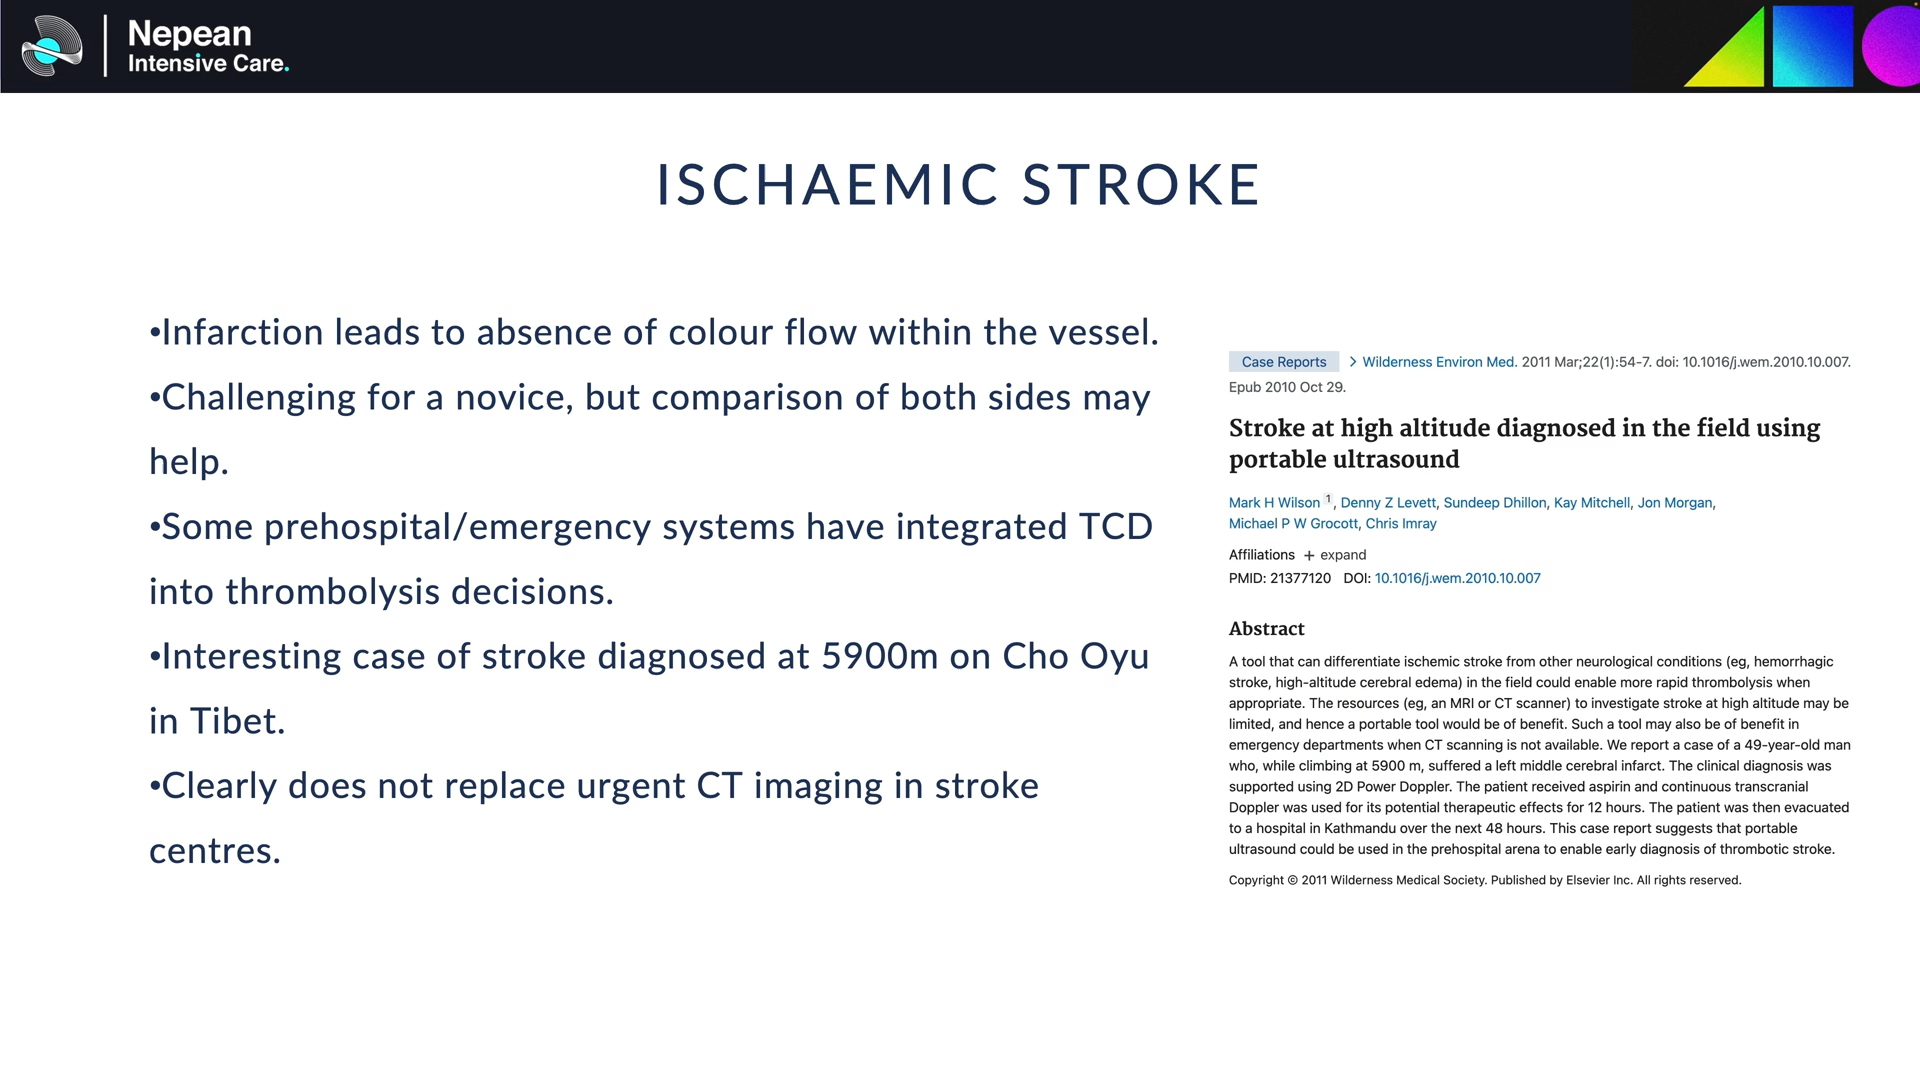 Nepean
Intensive Care.
ISCHAEMIC STROKE
•Infarction leads to absence of colour flow within the vessel.
•Challenging for a novice, but comparison of both sides may
help.
•Some prehospital/emergency systems have integrated TCD
into thrombolysis decisions.
•Interesting case of stroke diagnosed at 5900m on Cho Oyu
in Tibet.
•Clearly does not replace urgent CT imaging in stroke
centres.
Case Reports > Wilderness Environ Med. 2011 Mar;22(1):54-7. doi: 10.1016/j.wem.2010.10.007.
Epub 2010 Oct 29.
Stroke at high altitude diagnosed in the field using
portable ultrasound
Mark H Wilson 1, Denny Z Levett, Sundeep Dhillon, Kay Mitchell, Jon Morgan,
Michael P W Grocott, Chris Imray
Affiliations + expand
PMID: 21377120 DOI: 10.1016/j.wem.2010.10.007
Abstract
A tool that can differentiate ischemic stroke from other neurological conditions (eg, hemorrhagic
stroke, high-altitude cerebral edema) in the field could enable more rapid thrombolysis when
appropriate. The resources (eg, an MRI or CT scanner) to investigate stroke at high altitude may be
limited, and hence a portable tool would be of benefit. Such a tool may also be of benefit in
emergency departments when CT scanning is not available. We report a case of a 49-year-old man
who, while climbing at 5900 m, suffered a left middle cerebral infarct. The clinical diagnosis was
supported using 2D Power Doppler. The patient received aspirin and continuous transcranial
Doppler was used for its potential therapeutic effects for 12 hours. The patient was then evacuated
to a hospital in Kathmandu over the next 48 hours. This case report suggests that portable
ultrasound could be used in the prehospital arena to enable early diagnosis of thrombotic stroke.
Copyright © 2011 Wilderness Medical Society. Published by Elsevier Inc. All rights reserved.